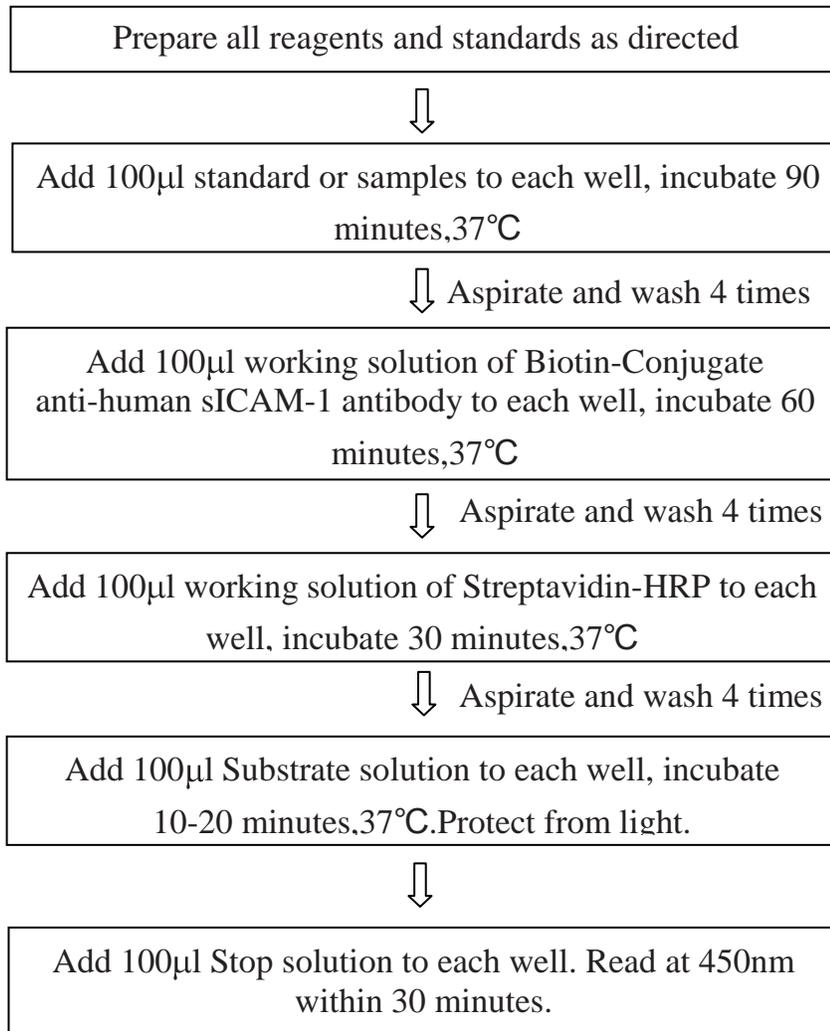 Prepare all reagents and standards as directed
Add 100μl standard or samples to each well, incubate 90
minutes,37℃
Aspirate and wash 4 times
Add 100μl working solution of Biotin-Conjugate
anti-human sICAM-1 antibody to each well, incubate 60
minutes,37℃
Aspirate and wash 4 times
Add 100μl working solution of Streptavidin-HRP to each
well, incubate 30 minutes,37℃
Aspirate and wash 4 times
Add 100μl Substrate solution to each well, incubate
10-20 minutes,37℃.Protect from light.
Add 100μl Stop solution to each well. Read at 450nm
within 30 minutes.